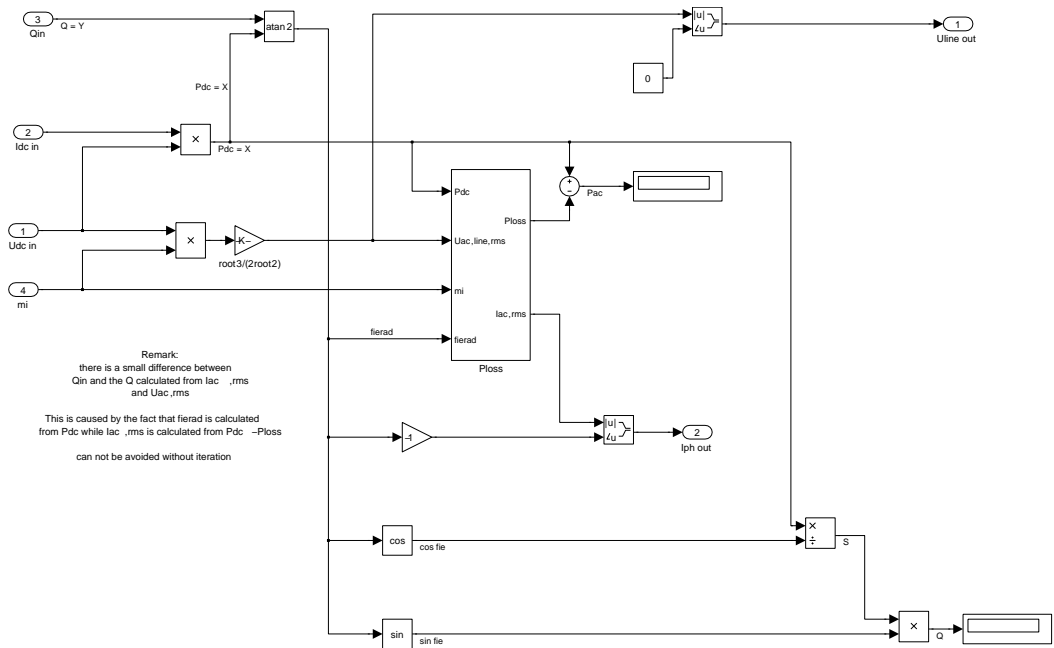 3
Qin
Q = Y
atan2
|u|
∠u
1
Uline out
0
Pdc = X
2
Idc in
×
Pdc = X
Pdc
Uac,line,rms
mi
fierad
Ploss
Iac,rms
Ploss
+
−
Pac
1
Udc in
×
-K-
root3/(2root2)
4
mi
fierad
Remark:
there is a small difference between
Qin and the Q calculated from Iac ,rms
and Uac,rms
This is caused by the fact that fierad is calculated
from Pdc while Iac ,rms is calculated from Pdc −Ploss
can not be avoided without iteration
−1
|u|
∠u
2
Iph out
cos
cos fie
×
÷
S
sin
sin fie
×
Q